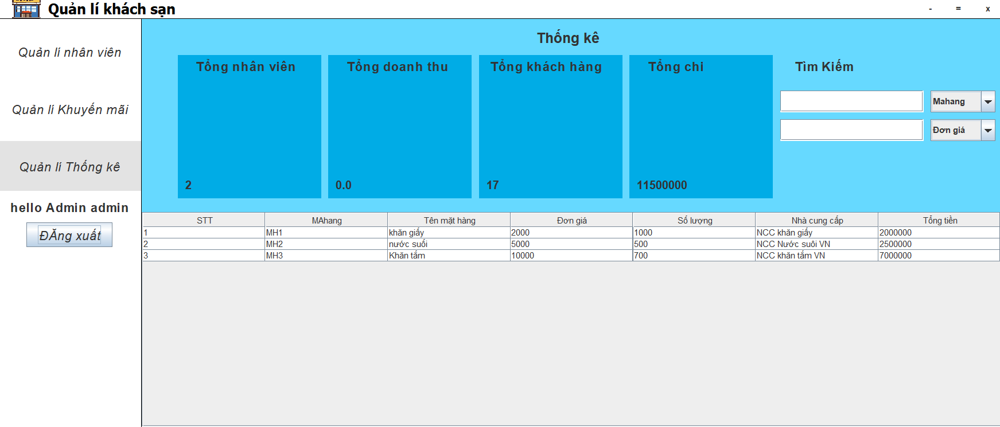 Quản lí khách sạn
- = x
Quản lí nhân viên
Quản lí Khuyến mãi
Quản lí Thống kê
hello Admin admin
ĐĂng xuất
Thống kê
Tổng nhân viên
2
Tổng doanh thu
0.0
Tổng khách hàng
17
Tổng chi
11500000
Tìm Kiếm
Mahang
Đơn giá
STT MAhang Tên mặt hàng Đơn giá Số lượng Nhà cung cấp Tổng tiền
1 MH1 khăn giấy 2000 1000 NCC khăn giấy 2000000
2 MH2 nước suối 5000 500 NCC Nước suôi VN 2500000
3 MH3 Khăn tắm 10000 700 NCC khăn tắm VN 7000000